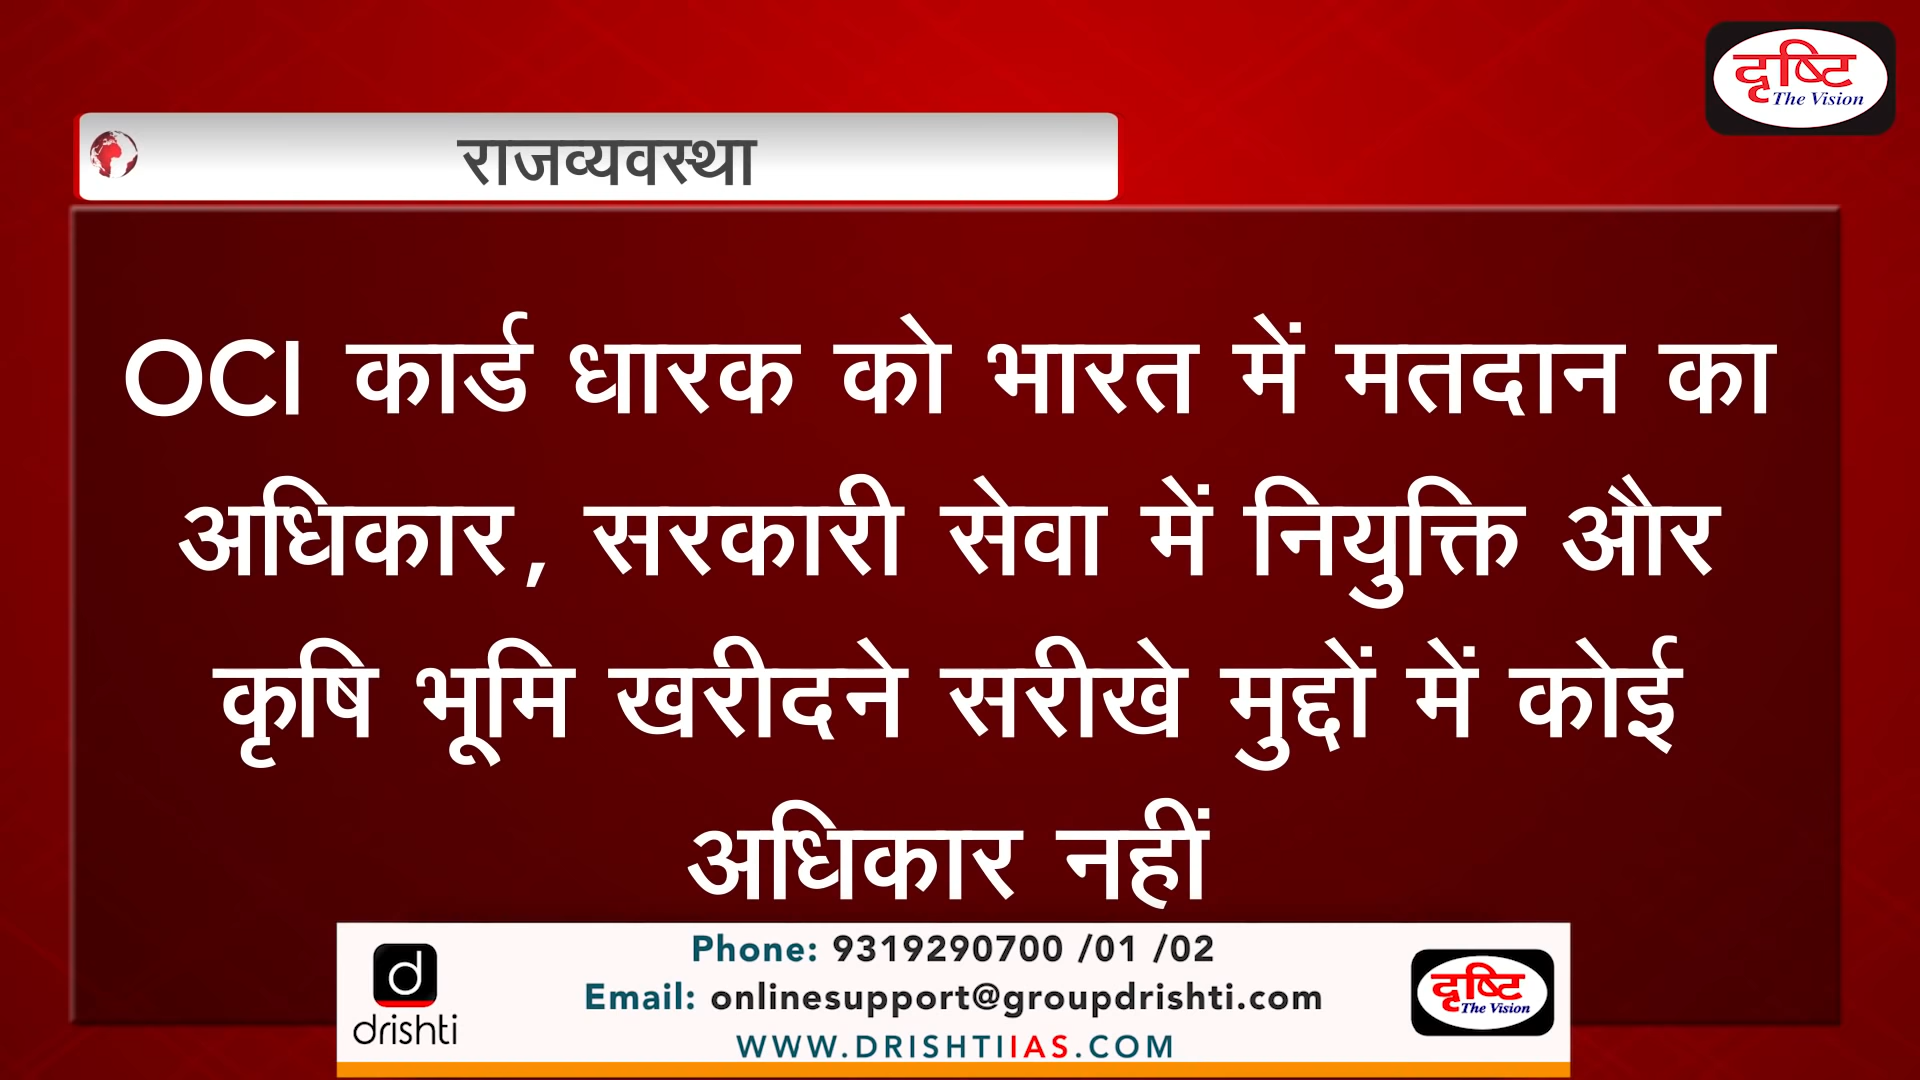 दृष्टि
The Vision
राजव्यवस्था
OCI कार्ड धारक को भारत में मतदान का
अधिकार, सरकारी सेवा में नियुक्ति और
कृषि भूमि खरीदने सरीखे मुद्दों में कोई
अधिकार नहीं
d
drishti
Phone: 9319290700 /01 /02
Email: onlinesupport@groupdrishti.com
WWW.DRISHTIIAS.COM
दृष्टि
The Vision